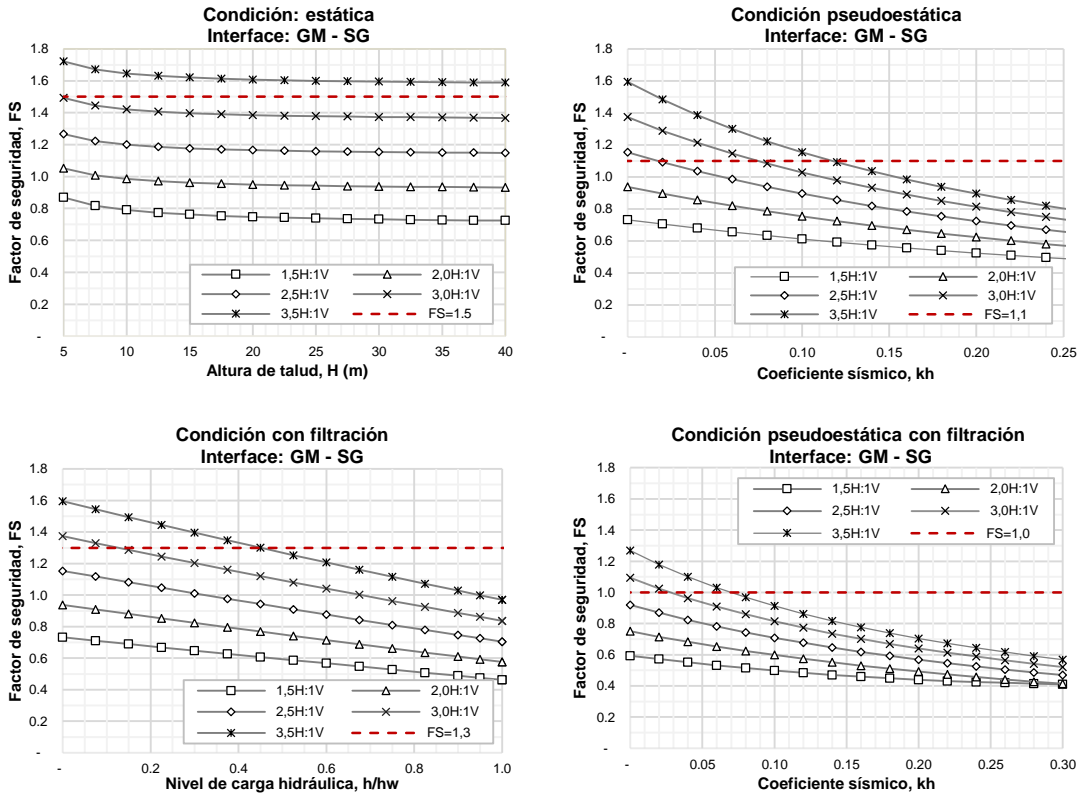 Condición: estática
Interface: GM - SG
Factor de seguridad, FS
1.8
1.6
1.4
1.2
1.0
0.8
0.6
0.4
0.2
-
1,5H:1V 2,0H:1V
2,5H:1V 3,0H:1V
3,5H:1V FS=1.5
5 10 15 20 25 30 35 40
Altura de talud, H (m)
Condición pseudoestática
Interface: GM - SG
Factor de seguridad, FS
1.8
1.6
1.4
1.2
1.0
0.8
0.6
0.4
0.2
-
1,5H:1V 2,0H:1V
2,5H:1V 3,0H:1V
3,5H:1V FS=1,1
- 0.05 0.10 0.15 0.20 0.25
Coeficiente sísmico, kh
Condición con filtración
Interface: GM - SG
Factor de seguridad, FS
1.8
1.6
1.4
1.2
1.0
0.8
0.6
0.4
0.2
-
1,5H:1V 2,0H:1V
2,5H:1V 3,0H:1V
3,5H:1V FS=1,3
- 0.2 0.4 0.6 0.8 1.0
Nivel de carga hidráulica, h/hw
Condición pseudoestática con filtración
Interface: GM - SG
Factor de seguridad, FS
1.8
1.6
1.4
1.2
1.0
0.8
0.6
0.4
0.2
-
1,5H:1V 2,0H:1V
2,5H:1V 3,0H:1V
3,5H:1V FS=1,0
- 0.05 0.10 0.15 0.20 0.25 0.30
Coeficiente sísmico, kh